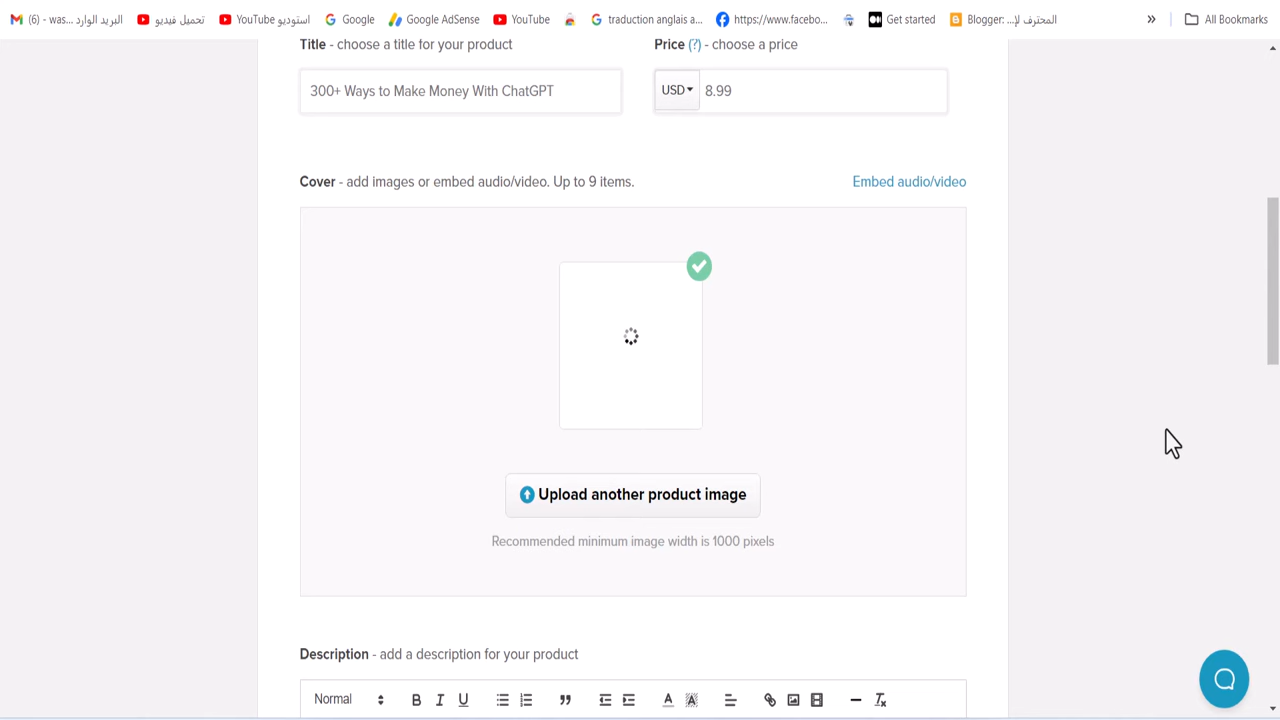 (6) was... البريد الوارد
تحميل فيديو
استوديو YouTube
Google
Google AdSense
YouTube
traduction anglais a...
https://www.facebo...
Get started
المحترف لإ... :Blogger
»
All Bookmarks
Title - choose a title for your product
Price (?) - choose a price
300+ Ways to Make Money With ChatGPT
USD
8.99
Cover - add images or embed audio/video. Up to 9 items.
Embed audio/video
Upload another product image
Recommended minimum image width is 1000 pixels
Description - add a description for your product
Normal
B I U
A A